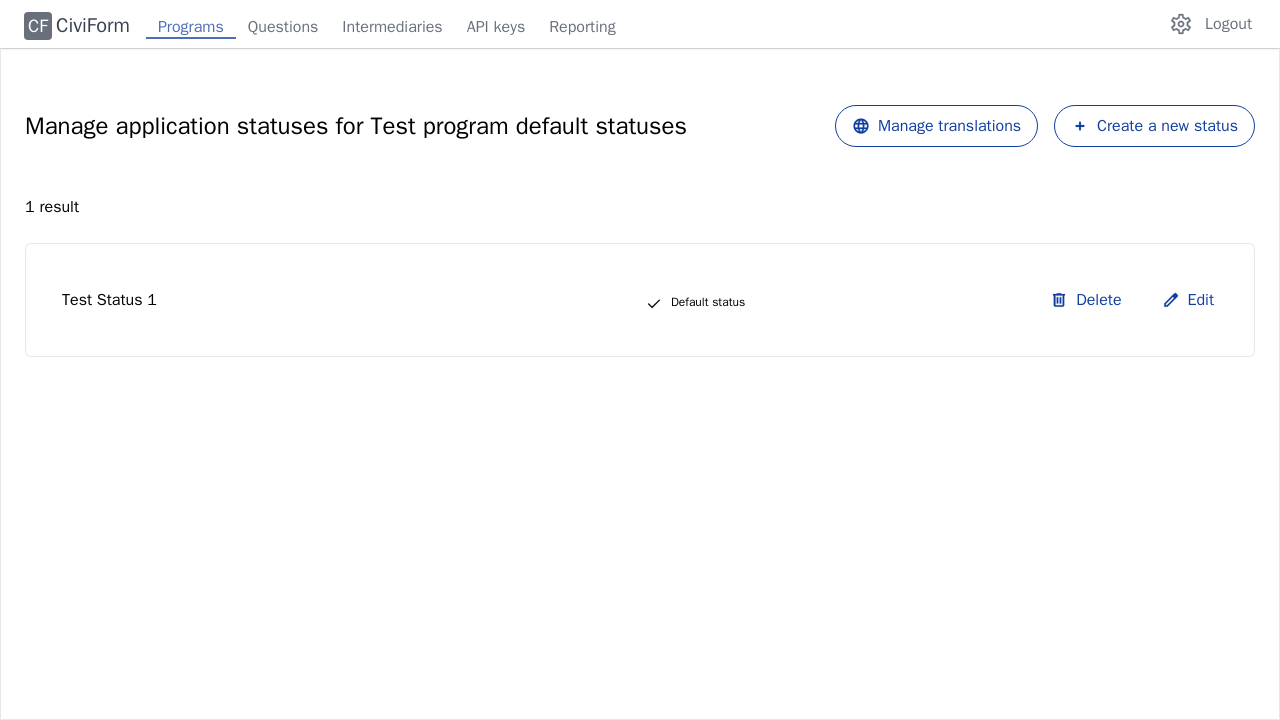 CF CiviForm Programs Questions Intermediaries API keys Reporting Logout
Manage application statuses for Test program default statuses Manage translations + Create a new status
1 result
Test Status 1 Default status Delete Edit